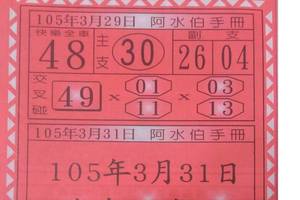 105年3月29日 阿水伯手冊
快樂全車 主支 副支
48 30 26 04
交叉碰 49 × 01 × 03
11 13
105年3月31日 阿水伯手冊
105年3月31日